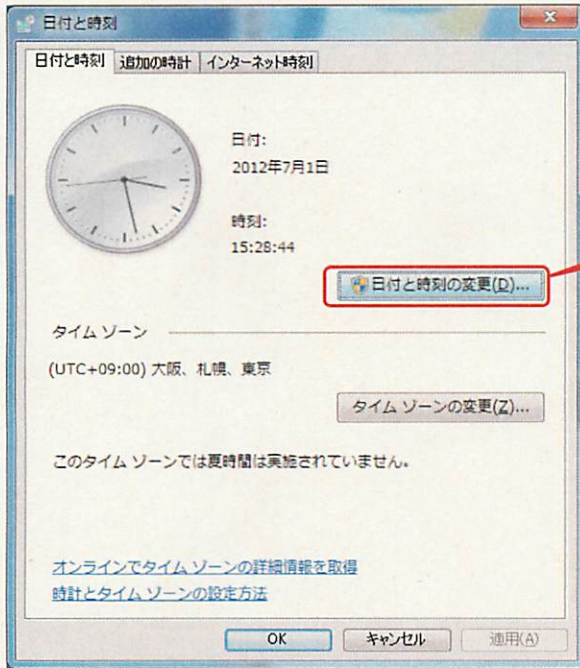 日付と時刻
日付と時刻 追加の時計 インターネット時刻
日付:
2012年7月1日
時刻:
15:28:44
日付と時刻の変更(D)...
タイム ゾーン
(UTC+09:00) 大阪、札幌、東京
タイム ゾーンの変更(Z)...
このタイム ゾーンでは夏時間は実施されていません。
オンラインでタイム ゾーンの詳細情報を取得
時計とタイム ゾーンの設定方法
OK キャンセル 適用(A)